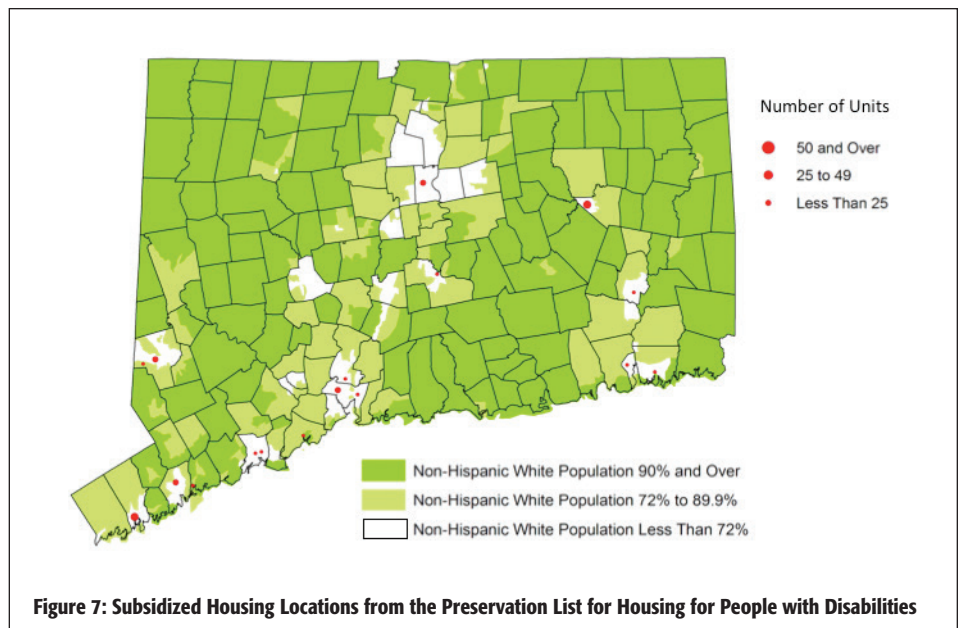 Number of Units
50 and Over
25 to 49
Less Than 25
Non-Hispanic White Population 90% and Over
Non-Hispanic White Population 72% to 89.9%
Non-Hispanic White Population Less Than 72%
Figure 7: Subsidized Housing Locations from the Preservation List for Housing for People with Disabilities